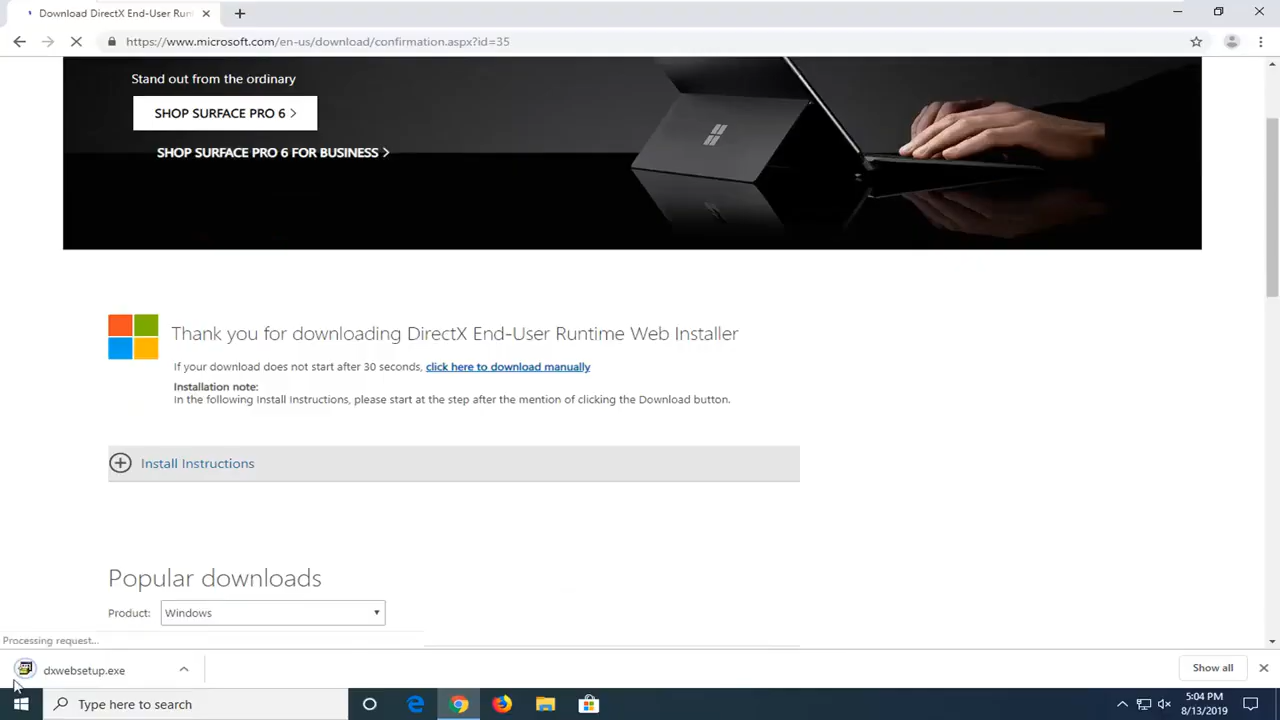 Download DirectX End-User Run
https://www.microsoft.com/en-us/download/confirmation.aspx?id=35
Stand out from the ordinary
SHOP SURFACE PRO 6 >
SHOP SURFACE PRO 6 FOR BUSINESS >
Thank you for downloading DirectX End-User Runtime Web Installer
If your download does not start after 30 seconds, click here to download manually
Installation note:
In the following Install Instructions, please start at the step after the mention of clicking the Download button.
Install Instructions
Popular downloads
Product: Windows
Processing request...
dxwebsetup.exe
Show all
Type here to search
5:04 PM
8/13/2019